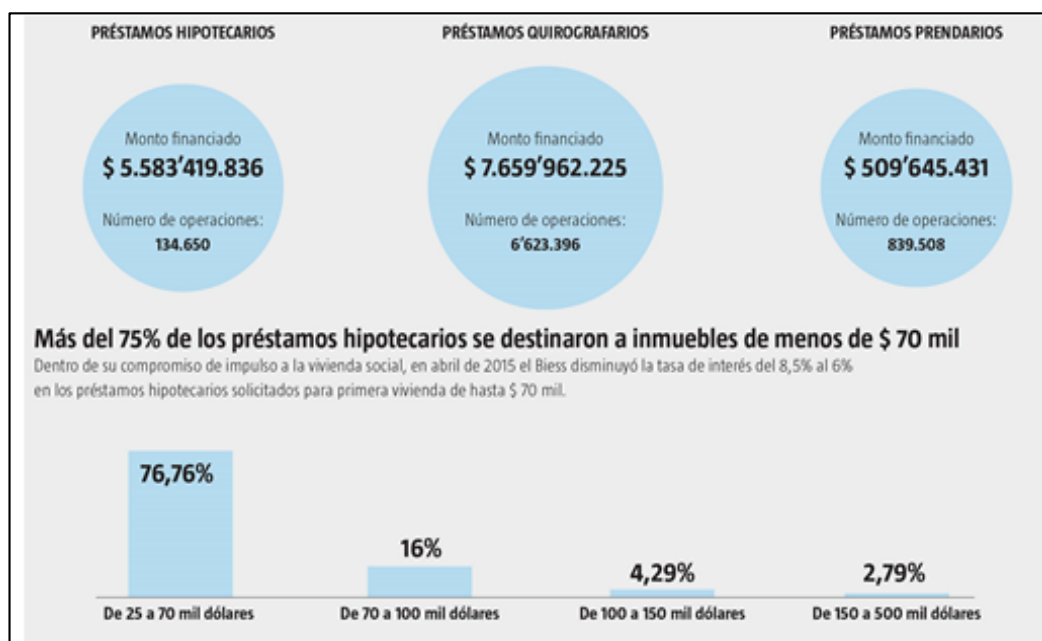 PRÉSTAMOS HIPOTECARIOS
Monto financiado
$ 5.583'419.836
Número de operaciones:
134.650
PRÉSTAMOS QUIROGRAFARIOS
Monto financiado
$ 7.659'962.225
Número de operaciones:
6'623.396
PRÉSTAMOS PRENDARIOS
Monto financiado
$ 509'645.431
Número de operaciones:
839.508
Más del 75% de los préstamos hipotecarios se destinaron a inmuebles de menos de $ 70 mil
Dentro de su compromiso de impulso a la vivienda social, en abril de 2015 el Biess disminuyó la tasa de interés del 8,5% al 6%
en los préstamos hipotecarios solicitados para primera vivienda de hasta $ 70 mil.
76,76%
De 25 a 70 mil dólares
16%
De 70 a 100 mil dólares
4,29%
De 100 a 150 mil dólares
2,79%
De 150 a 500 mil dólares